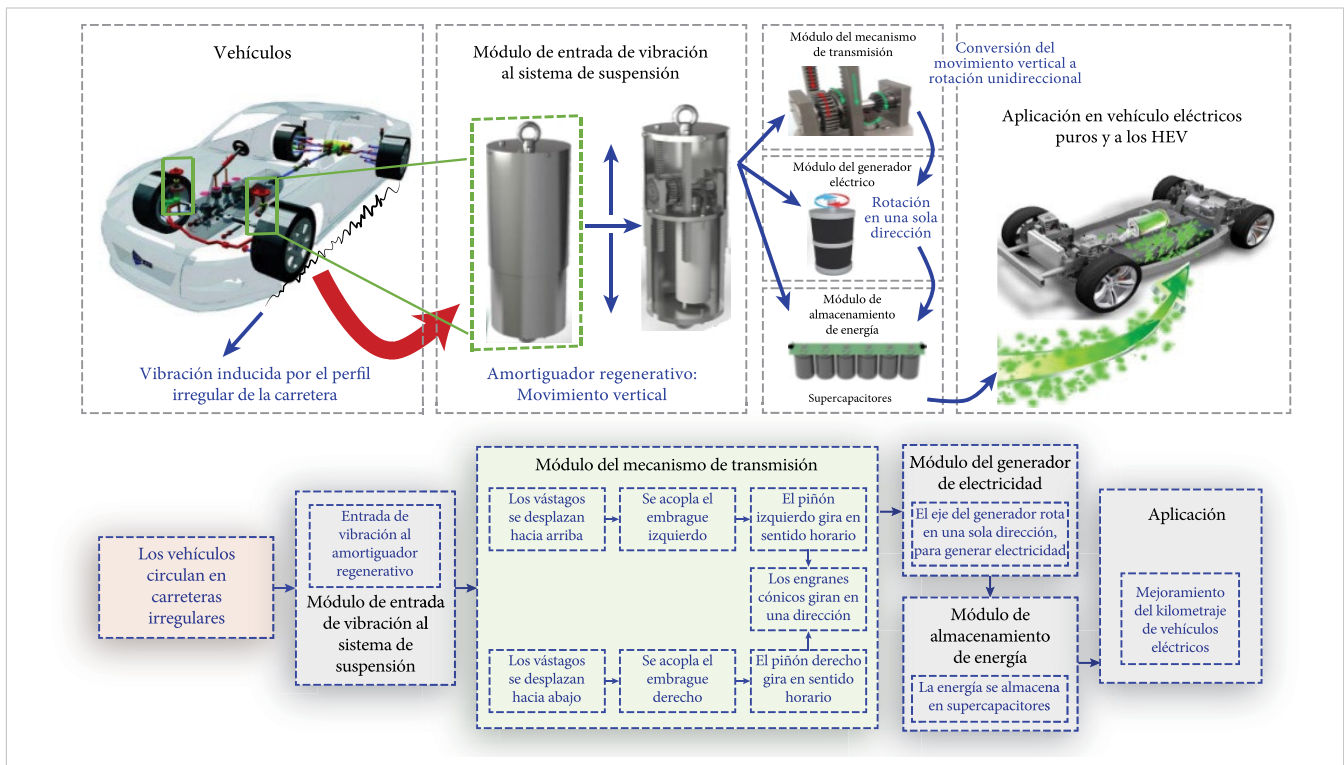 Vehículos
Vibración inducida por el perfil
irregular de la carretera
Módulo de entrada de vibración
al sistema de suspensión
Amortiguador regenerativo:
Movimiento vertical
Módulo del mecanismo
de transmisión
Conversión del
movimiento vertical a
rotación unidireccional
Módulo del generador
eléctrico
Rotación
en una sola
dirección
Módulo de
almacenamiento
de energía
Supercapacitores
Aplicación en vehículo eléctricos
puros y a los HEV
Los vehículos
circulan en
carreteras
irregulares
Entrada de
vibración al
amortiguador
regenerativo
Módulo de entrada
de vibración al
sistema de
suspensión
Módulo del mecanismo de transmisión
Los vástagos
se desplazan
hacia arriba
Se acopla el
embrague
izquierdo
El piñón
izquierdo gira en
sentido horario
Los engranes
cónicos giran en
una dirección
Los vástagos
se desplazan
hacia abajo
Se acopla el
embrague
derecho
El piñón derecho
gira en sentido
horario
Módulo del generador
de electricidad
El eje del generador rota
en una sola dirección,
para generar electricidad
Módulo de
almacenamiento
de energía
La energía se almacena
en supercapacitores
Aplicación
Mejoramiento
del kilometraje
de vehículos
eléctricos